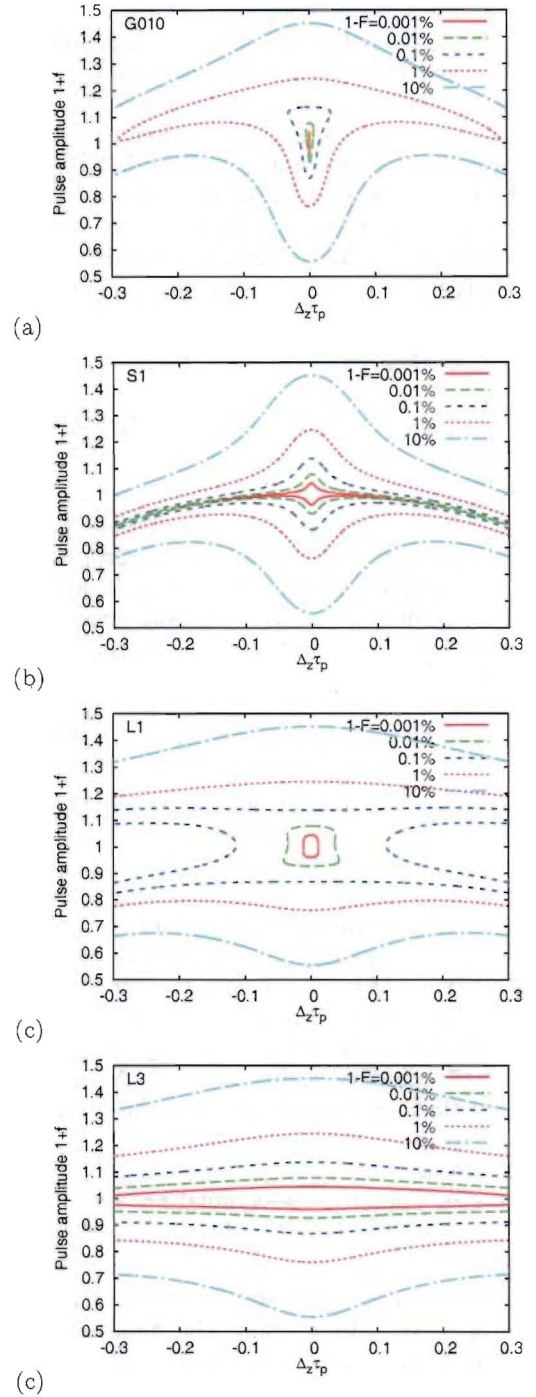 G010
1-F=0.001%
0.01%
0.1%
1%
10%
Pulse amplitude 1+f
1.5
1.4
1.3
1.2
1.1
1
0.9
0.8
0.7
0.6
0.5
-0.3 -0.2 -0.1 0 0.1 0.2 0.3
Δzτp
(a)
S1
1-F=0.001%
0.01%
0.1%
1%
10%
Pulse amplitude 1+f
1.5
1.4
1.3
1.2
1.1
1
0.9
0.8
0.7
0.6
0.5
-0.3 -0.2 -0.1 0 0.1 0.2 0.3
Δzτp
(b)
L1
1-F=0.001%
0.01%
0.1%
1%
10%
Pulse amplitude 1+f
1.5
1.4
1.3
1.2
1.1
1
0.9
0.8
0.7
0.6
0.5
-0.3 -0.2 -0.1 0 0.1 0.2 0.3
Δzτp
(c)
L3
1-F=0.001%
0.01%
0.1%
1%
10%
Pulse amplitude 1+f
1.5
1.4
1.3
1.2
1.1
1
0.9
0.8
0.7
0.6
0.5
-0.3 -0.2 -0.1 0 0.1 0.2 0.3
Δzτp
(c)